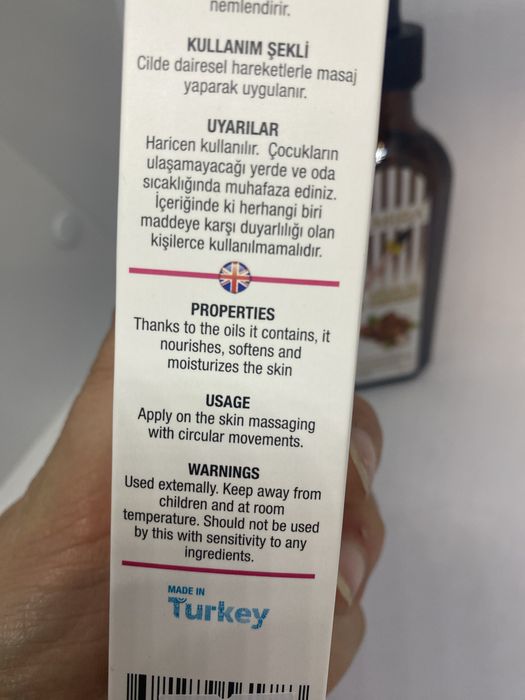 nemlendirir.
KULLANIM ŞEKLİ
Cilde dairesel hareketlerle masaj
yaparak uygulanır.
UYARILAR
Haricen kullanılır. Çocukların
ulaşamayacağı yerde ve oda
sıcaklığında muhafaza ediniz.
İçeriğinde ki herhangi biri
maddeye karşı duyarlılığı olan
kişilerce kullanılmamalıdır.
PROPERTIES
Thanks to the oils it contains, it
nourishes, softens and
moisturizes the skin
USAGE
Apply on the skin massaging
with circular movements.
WARNINGS
Used extemally. Keep away from
children and at room
temperature. Should not be used
by this with sensitivity to any
ingredients.
MADE IN
Turkey